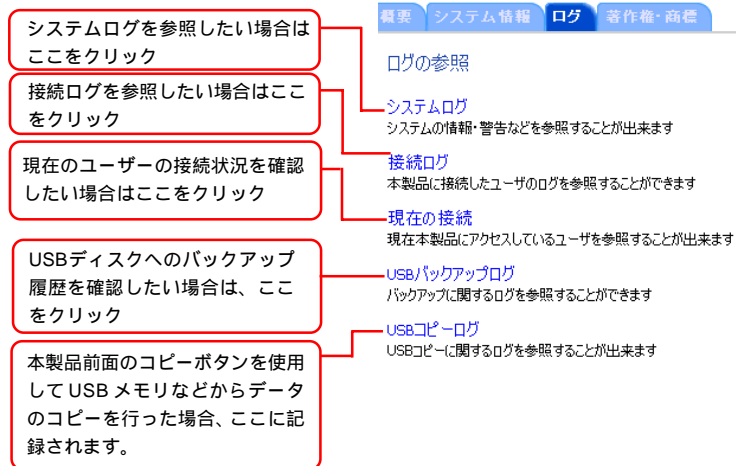 システムログを参照したい場合は
ここをクリック
接続ログを参照したい場合はここ
をクリック
現在のユーザーの接続状況を確認
したい場合はここをクリック
USBディスクへのバックアップ
履歴を確認したい場合は、ここ
をクリック
本製品前面のコピーボタンを使用
して USB メモリなどからデータ
のコピーを行った場合、ここに記
録されます。
概要 システム情報 ログ 著作権・商標
ログの参照
システムログ
システムの情報・警告などを参照することが出来ます
接続ログ
本製品に接続したユーザのログを参照することができます
現在の接続
現在本製品にアクセスしているユーザを参照することが出来ます
USBバックアップログ
バックアップに関するログを参照することができます
USBコピーログ
USBコピーに関するログを参照することが出来ます